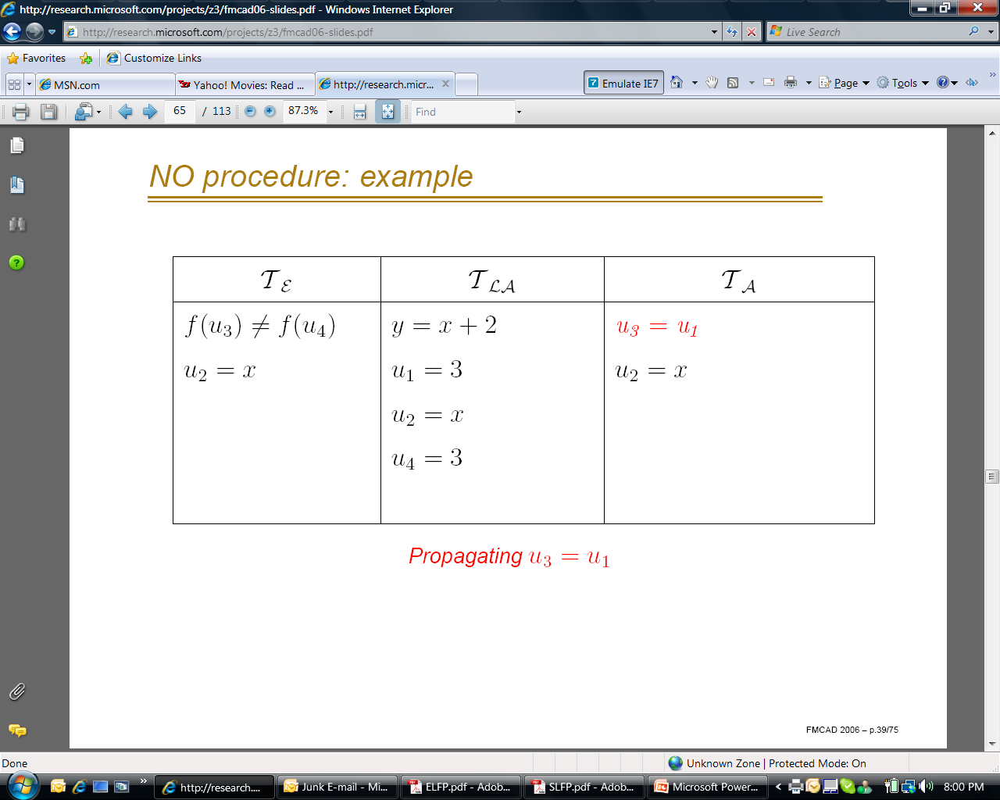 http://research.microsoft.com/projects/z3/fmcad06-slides.pdf - Windows Internet Explorer
http://research.microsoft.com/projects/z3/fmcad06-slides.pdf
Live Search
Favorites
Customize Links
MSN.com
Yahoo! Movies: Read ...
http://research.micr...
7 Emulate IE7
Page
Tools
»
65 / 113
87.3%
Find
NO procedure: example
𝒯_ℰ 𝒯_ℒ𝒜 𝒯_𝒜
f(u₃) ≠ f(u₄) y = x + 2 u₃ = u₁
u₂ = x u₁ = 3 u₂ = x
u₂ = x
u₄ = 3
Propagating u₃ = u₁
FMCAD 2006 – p.39/75
Done
Unknown Zone | Protected Mode: On
»
http://research....
Junk E-mail - Mi...
ELFP.pdf - Adob...
SLFP.pdf - Adob...
Microsoft Power...
8:00 PM